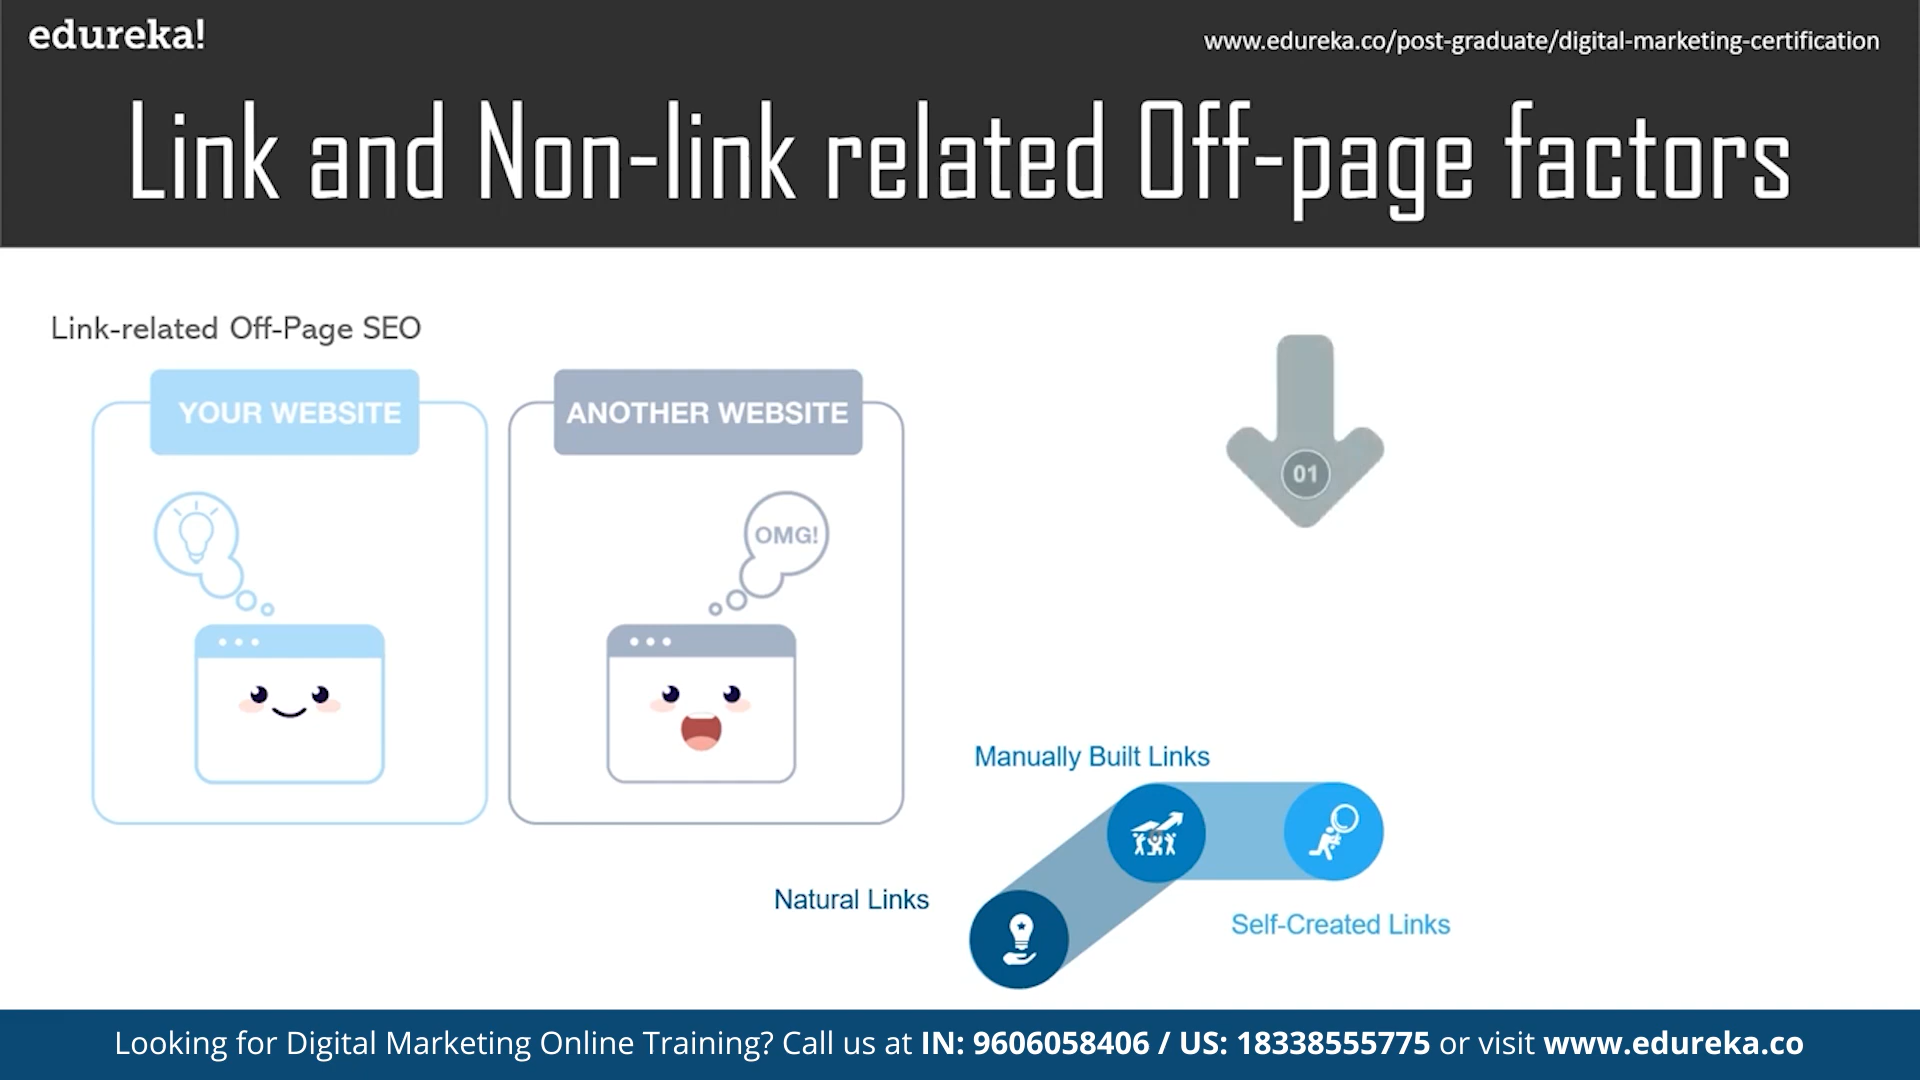 edureka!
www.edureka.co/post-graduate/digital-marketing-certification
Link and Non-link related Off-page factors
Link-related Off-Page SEO
YOUR WEBSITE
ANOTHER WEBSITE
OMG!
01
Manually Built Links
Natural Links
Self-Created Links
Looking for Digital Marketing Online Training? Call us at IN: 9606058406 / US: 18338555775 or visit www.edureka.co